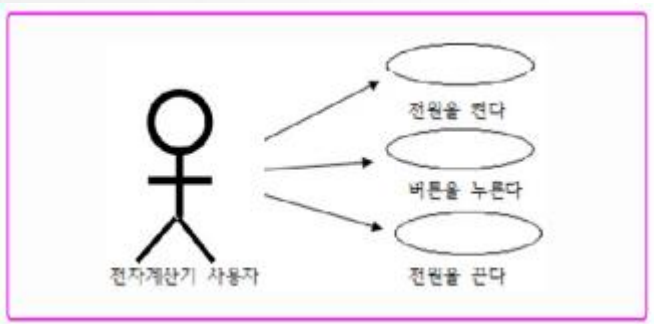 전원을 켠다
버튼을 누른다
전자계산기 사용자
전원을 끈다